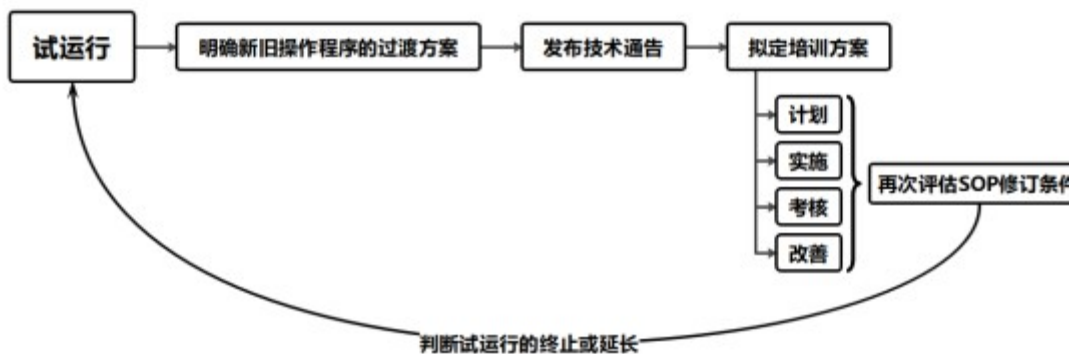 试运行
明确新旧操作程序的过渡方案
发布技术通告
拟定培训方案
计划
实施
考核
改善
再次评估SOP修订条件
判断试运行的终止或延长